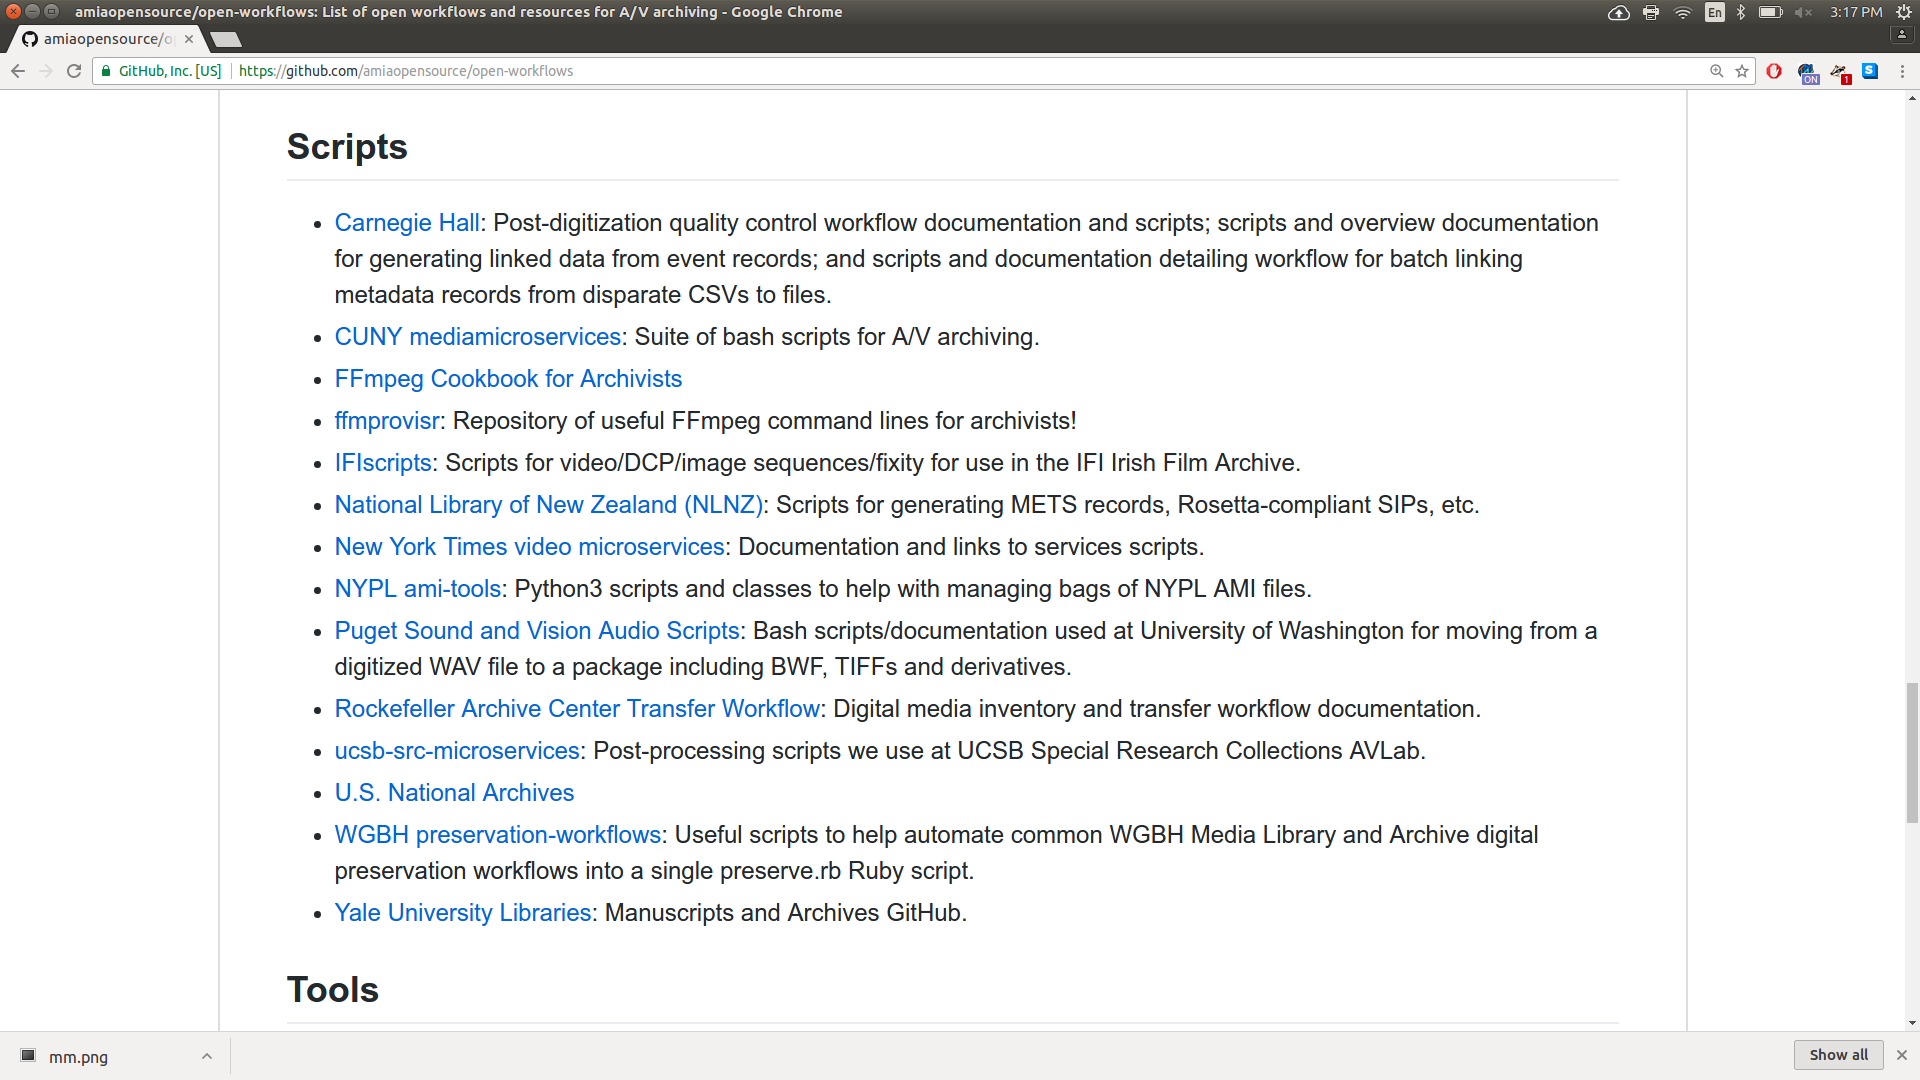 amiaopensource/open-workflows: List of open workflows and resources for A/V archiving - Google Chrome
En
3:17 PM
amiaopensource/o
GitHub, Inc. [US]
https://github.com/amiaopensource/open-workflows
ON
1
S
Scripts
Carnegie Hall: Post-digitization quality control workflow documentation and scripts; scripts and overview documentation
for generating linked data from event records; and scripts and documentation detailing workflow for batch linking
metadata records from disparate CSVs to files.
CUNY mediamicroservices: Suite of bash scripts for A/V archiving.
FFmpeg Cookbook for Archivists
ffmprovisr: Repository of useful FFmpeg command lines for archivists!
IFIscripts: Scripts for video/DCP/image sequences/fixity for use in the IFI Irish Film Archive.
National Library of New Zealand (NLNZ): Scripts for generating METS records, Rosetta-compliant SIPs, etc.
New York Times video microservices: Documentation and links to services scripts.
NYPL ami-tools: Python3 scripts and classes to help with managing bags of NYPL AMI files.
Puget Sound and Vision Audio Scripts: Bash scripts/documentation used at University of Washington for moving from a
digitized WAV file to a package including BWF, TIFFs and derivatives.
Rockefeller Archive Center Transfer Workflow: Digital media inventory and transfer workflow documentation.
ucsb-src-microservices: Post-processing scripts we use at UCSB Special Research Collections AVLab.
U.S. National Archives
WGBH preservation-workflows: Useful scripts to help automate common WGBH Media Library and Archive digital
preservation workflows into a single preserve.rb Ruby script.
Yale University Libraries: Manuscripts and Archives GitHub.
Tools
mm.png
Show all